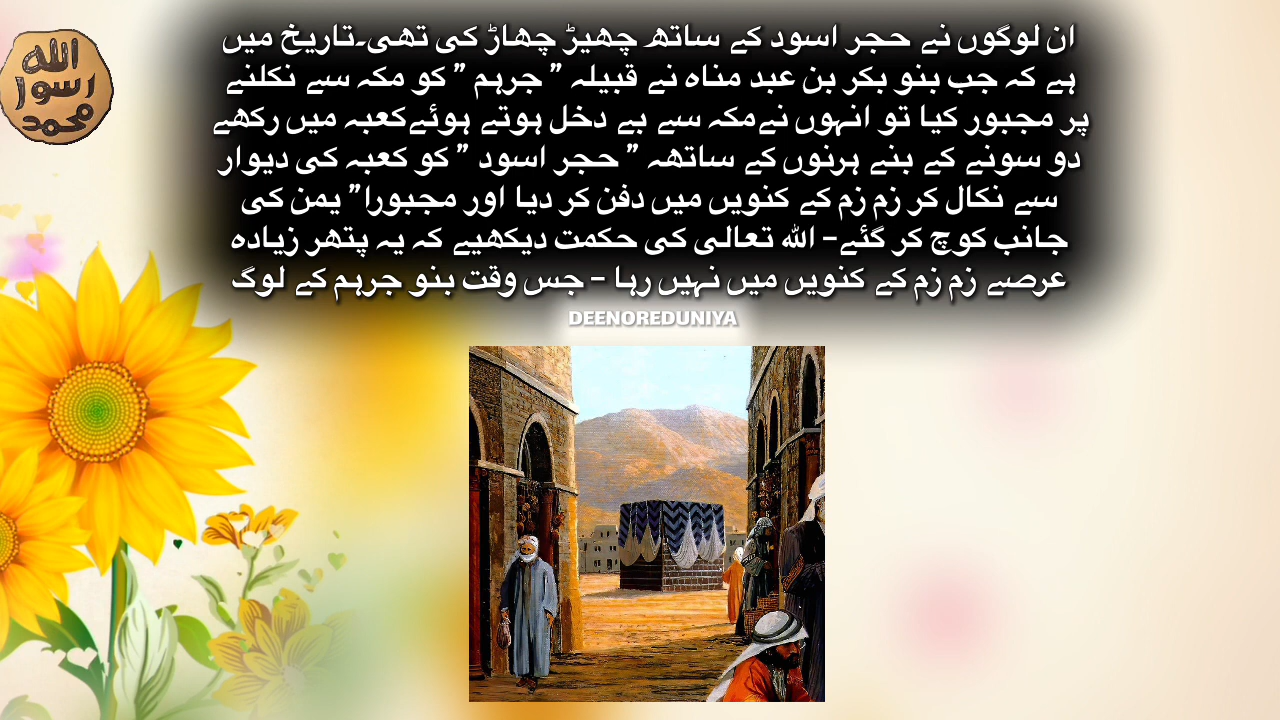 الله
رسول
محمد
ان لوگوں نے حجر اسود کے ساتھ چھیڑ چھاڑ کی تھی۔تاریخ میں
ہے کہ جب بنو بکر بن عبد مناہ نے قبیلہ ” جرہم ” کو مکہ سے نکلنے
پر مجبور کیا تو انہوں نےمکہ سے بے دخل ہوتے ہوئےکعبہ میں رکھے
دو سونے کے بنے ہرنوں کے ساتھہ ” حجر اسود ” کو کعبہ کی دیوار
سے نکال کر زم زم کے کنویں میں دفن کر دیا اور مجبورا” یمن کی
جانب کوچ کر گئے– الله تعالی کی حکمت دیکھیے کہ یہ پتھر زیادہ
عرصے زم زم کے کنویں میں نہیں رہا – جس وقت بنو جرہم کے لوگ
DEENOREDUNIYA